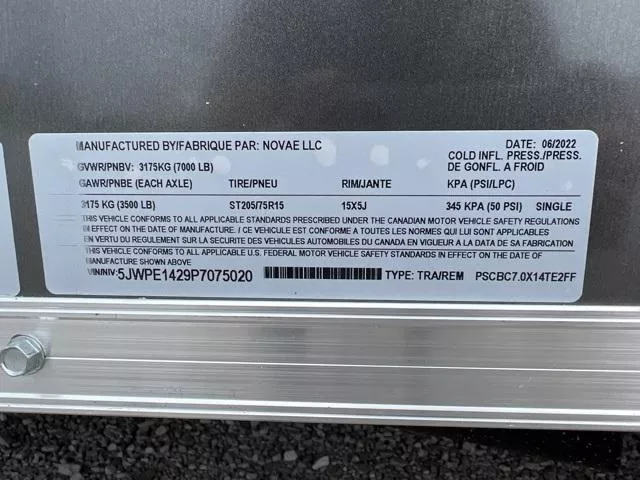 MANUFACTURED BY/FABRIQUE PAR: NOVAE LLC DATE: 06/2022
GVWR/PNBV: 3175KG (7000 LB) COLD INFL. PRESS./PRESS. DE GONFL. A FROID
GAWR/PNBE (EACH AXLE) TIRE/PNEU RIM/JANTE KPA (PSI/LPC)
3175 KG (3500 LB) ST205/75R15 15X5J 345 KPA (50 PSI) SINGLE
THIS VEHICLE CONFORMS TO ALL APPLICABLE STANDARDS PRESCRIBED UNDER THE CANADIAN MOTOR VEHICLE SAFETY REGULATIONS
IN EFFECT ON THE DATE OF MANUFACTURE / CE VEHICULE EST CONFORME A TOUTES LES NORMES QUI LUI SONT APPLICABLES
EN VERTU DU REGLEMENT SUR LA SECURITE DES VEHICULES AUTOMOBILES DU CANADA EN VIGUEUR A LA DATE DE SA FABRICATION
THIS VEHICLE CONFORMS TO ALL APPLICABLE U.S. FEDERAL MOTOR VEHICLE SAFETY STANDARDS IN EFFECT ON THE DATE OF MANUFACTURE
SHOWN ABOVE.
VIN/NIV: 5JWPE1429P7075020 TYPE: TRA/REM PSCBC7.0X14TE2FF